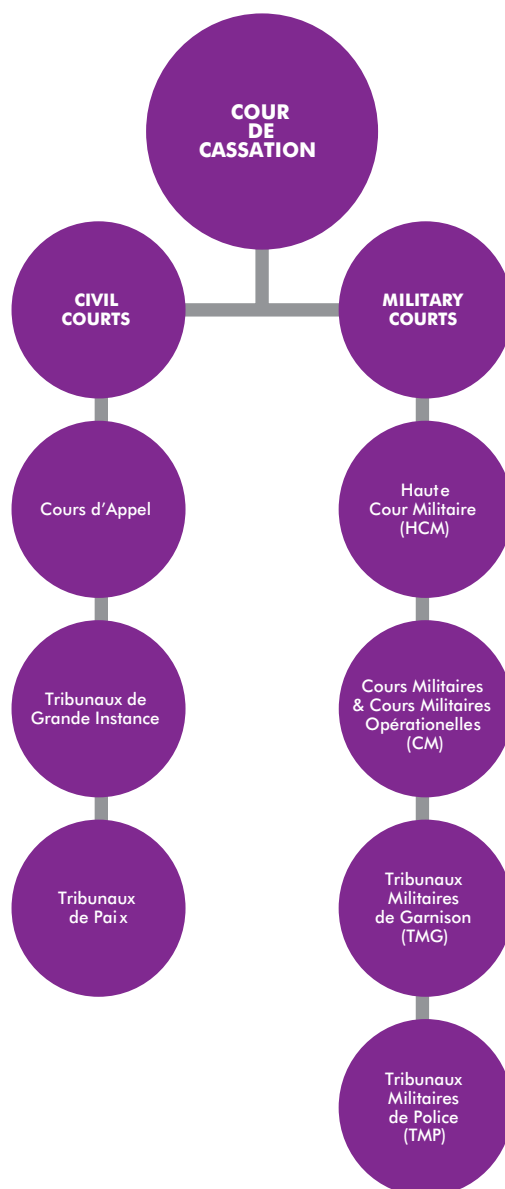 COUR
DE
CASSATION
CIVIL
COURTS
MILITARY
COURTS
Cours d’Appel
Haute
Cour Militaire
(HCM)
Tribunaux de
Grande Instance
Cours Militaires
& Cours Militaires
Opérationelles
(CM)
Tribunaux
de Paix
Tribunaux
Militaires
de Garnison
(TMG)
Tribunaux
Militaires
de Police
(TMP)